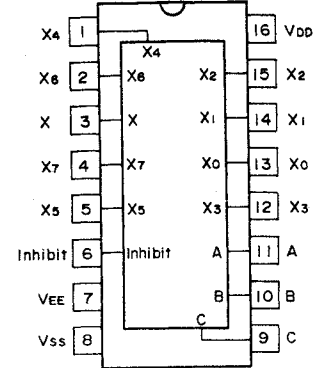 X4 1 X4 16 VDD
X6 2 X6 X2 15 X2
X 3 X X1 14 X1
X7 4 X7 X0 13 X0
X5 5 X5 X3 12 X3
Inhibit 6 Inhibit A 11 A
VEE 7 B 10 B
VSS 8 C 9 C